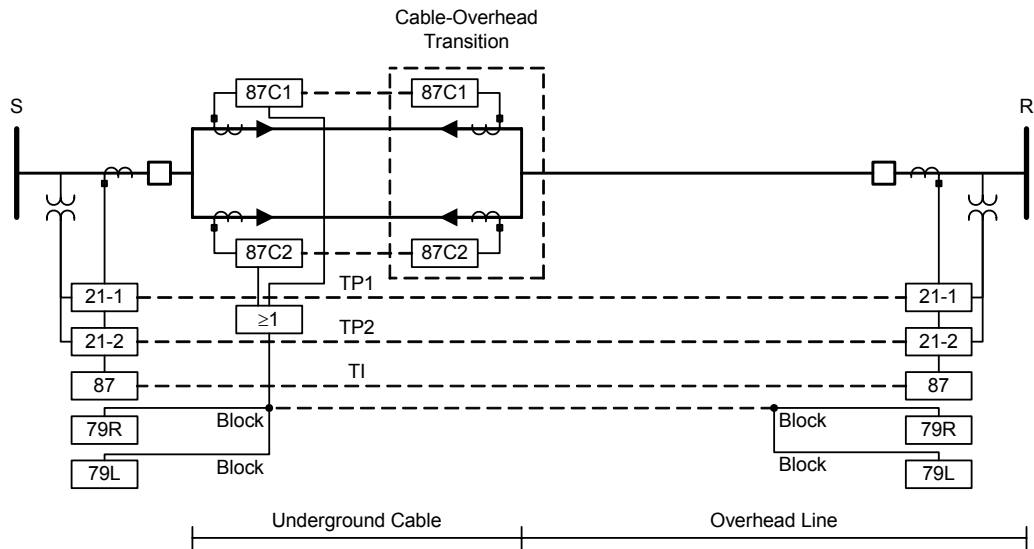 Cable-Overhead
Transition
S
R
87C1
87C1
87C2
87C2
TP1
21-1
21-1
≥1
TP2
21-2
21-2
TI
87
87
79R
Block
Block
79R
79L
Block
Block
79L
Underground Cable
Overhead Line